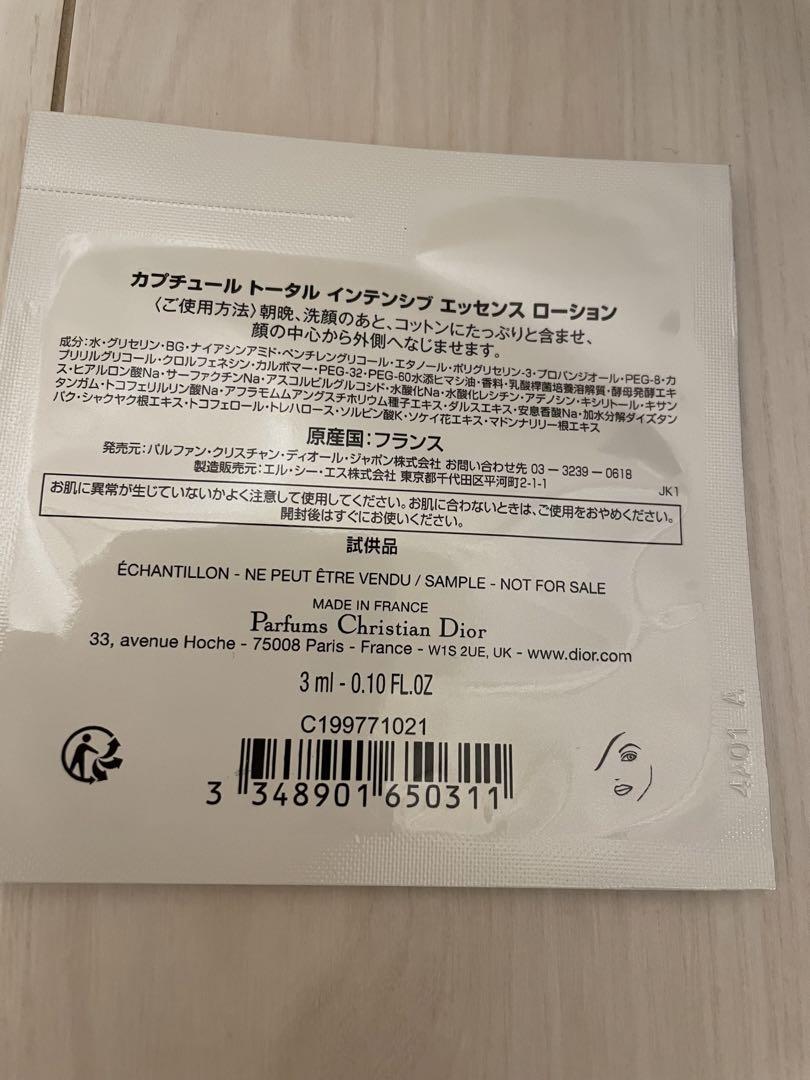 カプチュール トータル インテンシブ エッセンス ローション
〈ご使用方法〉朝晩、洗顔のあと、コットンにたっぷりと含ませ、
顔の中心から外側へなじませます。
成分：水・グリセリン・BG・ナイアシンアミド・ペンチレングリコール・エタノール・ポリグリセリン-3・プロパンジオール・PEG-8・カ
プリリルグリコール・クロルフェネシン・カルボマー・PEG-32・PEG-60水添ヒマシ油・香料・乳酸桿菌培養溶解質・酵母発酵エキ
ス・ヒアルロン酸Na・サーファクチンNa・アスコルビルグルコシド・水酸化Na・水酸化レシチン・アデノシン・キシリトール・キサン
タンガム・トコフェリルリン酸Na・アフラモムムアングスチホリウム種子エキス・ダルスエキス・安息香酸Na・加水分解ダイズタン
パク・シャクヤク根エキス・トコフェロール・トレハロース・ソルビン酸K・ソケイ花エキス・マドンナリリー根エキス
原産国：フランス
発売元：パルファン・クリスチャン・ディオール・ジャポン株式会社 お問い合わせ先 03－3239－0618
製造販売元：エル・シー・エス株式会社 東京都千代田区平河町2-1-1
JK1
お肌に異常が生じていないかよく注意して使用してください。お肌に合わないときは、ご使用をおやめください。
開封後はすぐにお使いください。
試供品
ÉCHANTILLON - NE PEUT ÊTRE VENDU / SAMPLE - NOT FOR SALE
MADE IN FRANCE
Parfums Christian Dior
33, avenue Hoche - 75008 Paris - France - W1S 2UE, UK - www.dior.com
3 ml - 0.10 FL.OZ
C199771021
3 348901 650311
4A01 A